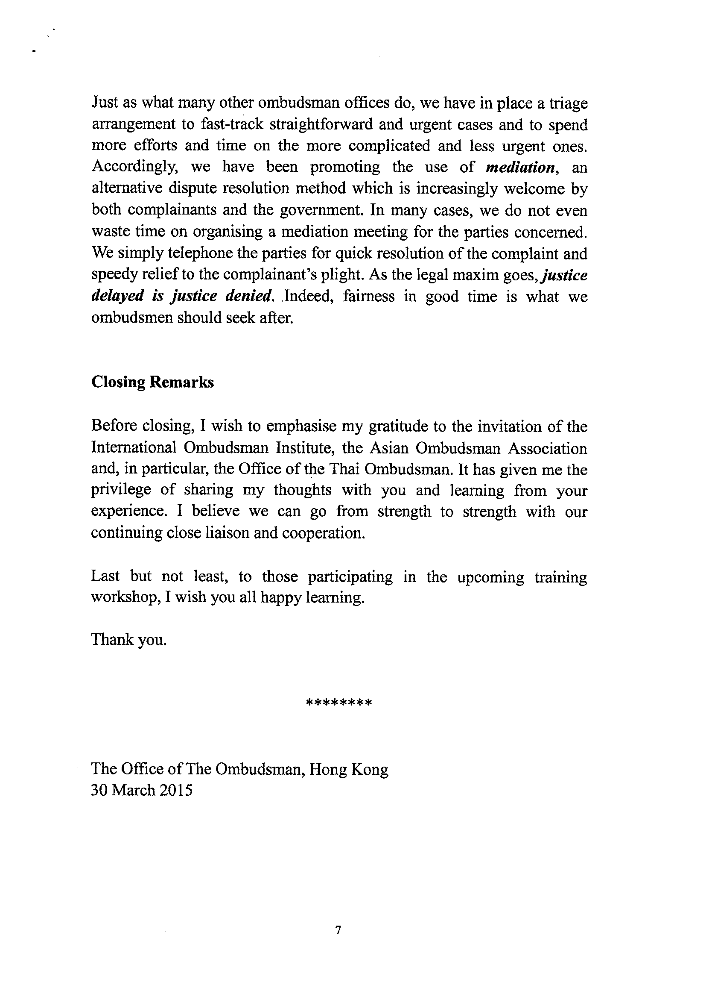 Just as what many other ombudsman offices do, we have in place a triage
arrangement to fast-track straightforward and urgent cases and to spend
more efforts and time on the more complicated and less urgent ones.
Accordingly, we have been promoting the use of mediation, an
alternative dispute resolution method which is increasingly welcome by
both complainants and the government. In many cases, we do not even
waste time on organising a mediation meeting for the parties concerned.
We simply telephone the parties for quick resolution of the complaint and
speedy relief to the complainant's plight. As the legal maxim goes, justice
delayed is justice denied. Indeed, fairness in good time is what we
ombudsmen should seek after.
Closing Remarks
Before closing, I wish to emphasise my gratitude to the invitation of the
International Ombudsman Institute, the Asian Ombudsman Association
and, in particular, the Office of the Thai Ombudsman. It has given me the
privilege of sharing my thoughts with you and learning from your
experience. I believe we can go from strength to strength with our
continuing close liaison and cooperation.
Last but not least, to those participating in the upcoming training
workshop, I wish you all happy learning.
Thank you.
********
The Office of The Ombudsman, Hong Kong
30 March 2015
7